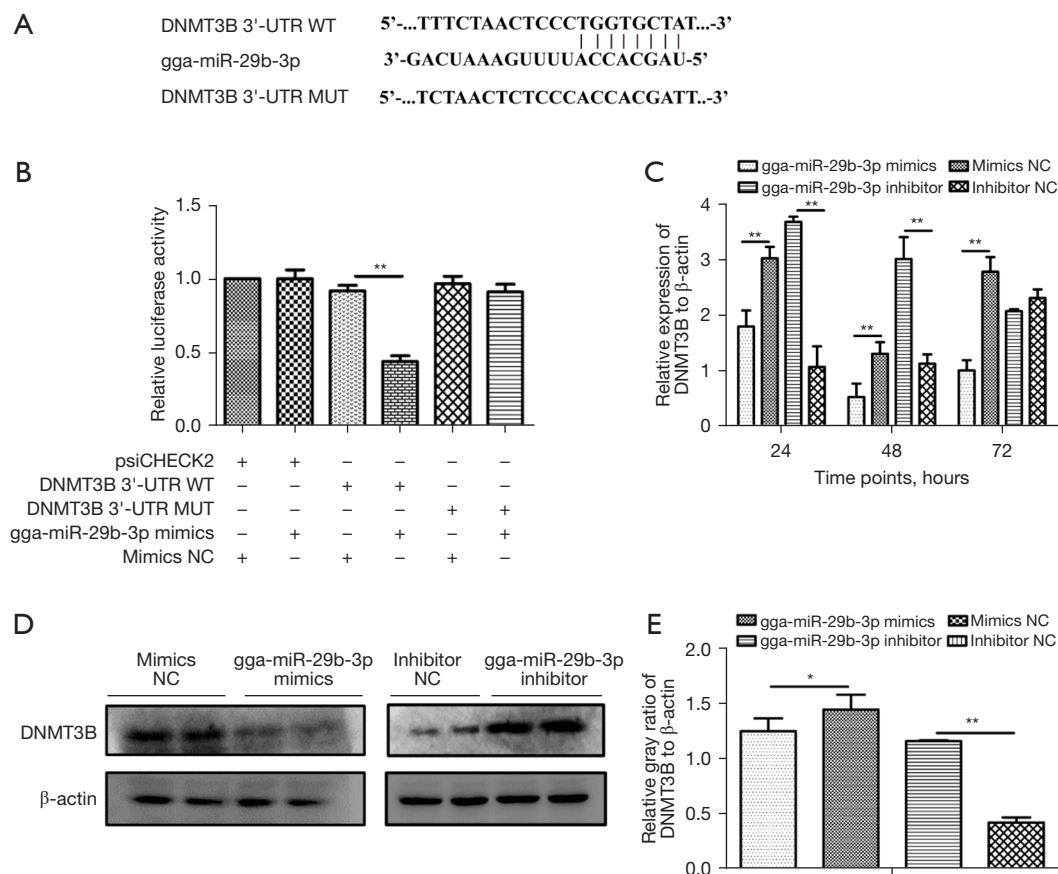 A
DNMT3B 3'-UTR WT 5’-...TTTCTAACTCCCTGGTGCTAT...-3’
gga-miR-29b-3p 3’-GACUAAAGUUUUACCACGAU-5’
DNMT3B 3'-UTR MUT 5’-...TCTAACTCTCCCACCACGATT..-3’
B
Relative luciferase activity
1.5
1.0
0.5
0.0
**
psiCHECK2 + + – – – –
DNMT3B 3'-UTR WT – – + + – –
DNMT3B 3'-UTR MUT – – – – + +
gga-miR-29b-3p mimics – + – + – +
Mimics NC + – + – + –
C
gga-miR-29b-3p mimics Mimics NC
gga-miR-29b-3p inhibitor Inhibitor NC
Relative expression of
DNMT3B to β-actin
4
3
2
1
0
** ** ** ** **
24 48 72
Time points, hours
D
Mimics NC
gga-miR-29b-3p mimics
Inhibitor NC
gga-miR-29b-3p inhibitor
DNMT3B
β-actin
E
gga-miR-29b-3p mimics Mimics NC
gga-miR-29b-3p inhibitor Inhibitor NC
Relative gray ratio of
DNMT3B to β-actin
2.0
1.5
1.0
0.5
0.0
* **